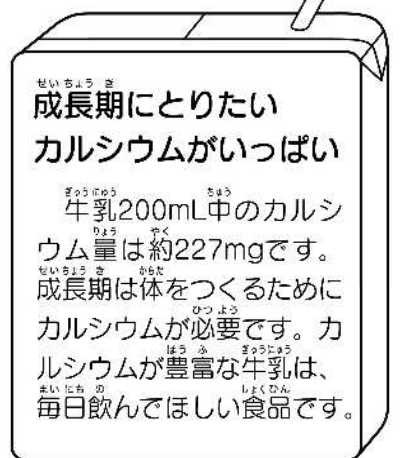 成長期にとりたい
カルシウムがいっぱい
牛乳200mL中のカルシ
ウム量は約227mgです。
成長期は体をつくるために
カルシウムが必要です。カ
ルシウムが豊富な牛乳は、
毎日飲んでほしい食品です。